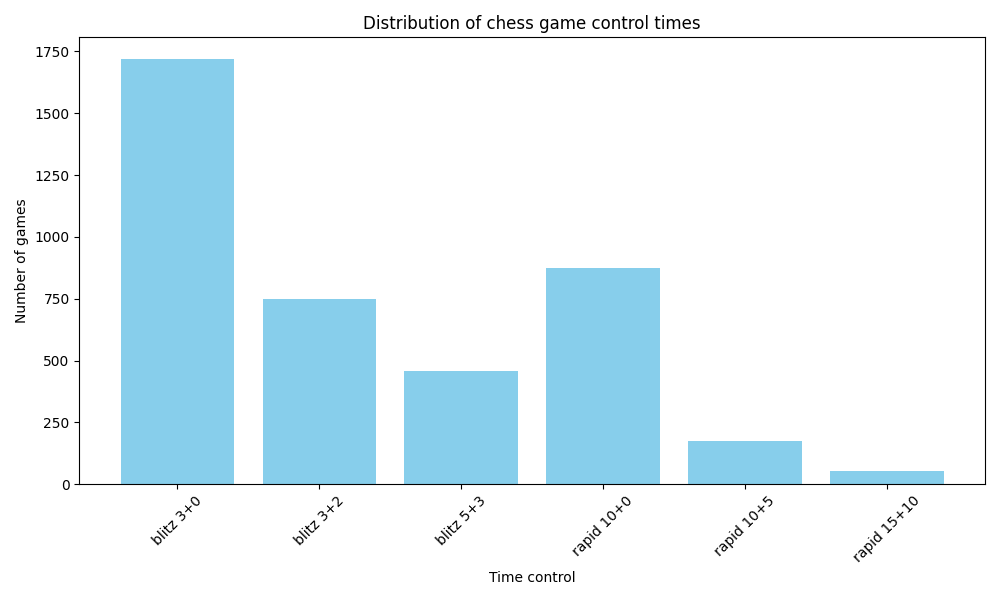 Distribution of chess game control times
1750
1500
1250
1000
750
500
250
0
Number of games
blitz 3+0
blitz 3+2
blitz 5+3
rapid 10+0
rapid 10+5
rapid 15+10
Time control